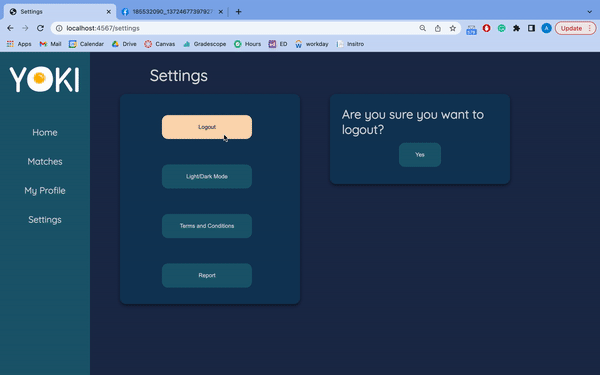 Settings
165532090_1372467739792
localhost:4567/settings
Update
Apps
Mail
Calendar
Drive
Canvas
Gradescope
Hours
ED
workday
Insitro
YOKI
Home
Matches
My Profile
Settings
Settings
Logout
Light/Dark Mode
Terms and Conditions
Report
Are you sure you want to
logout?
Yes